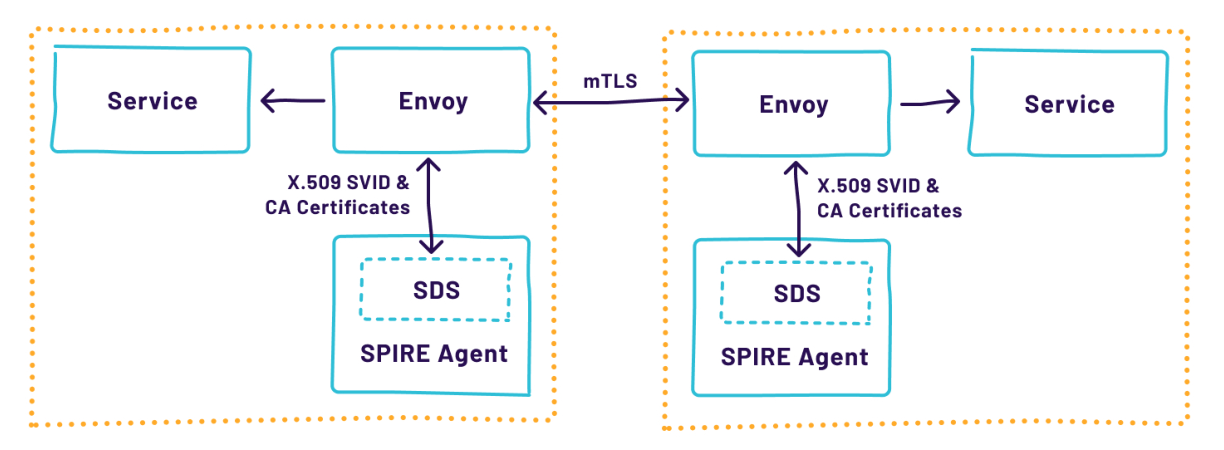 Service
Envoy
mTLS
Envoy
Service
X.509 SVID &
CA Certificates
X.509 SVID &
CA Certificates
SDS
SPIRE Agent
SDS
SPIRE Agent